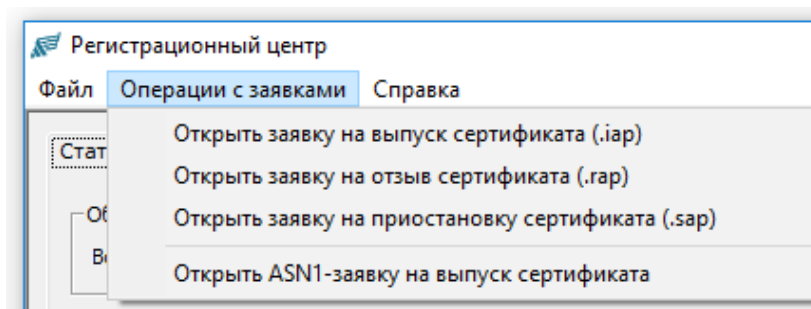 Регистрационный центр
Файл Операции с заявками Справка
Открыть заявку на выпуск сертификата (.iap)
Открыть заявку на отзыв сертификата (.rap)
Открыть заявку на приостановку сертификата (.sap)
Открыть ASN1-заявку на выпуск сертификата